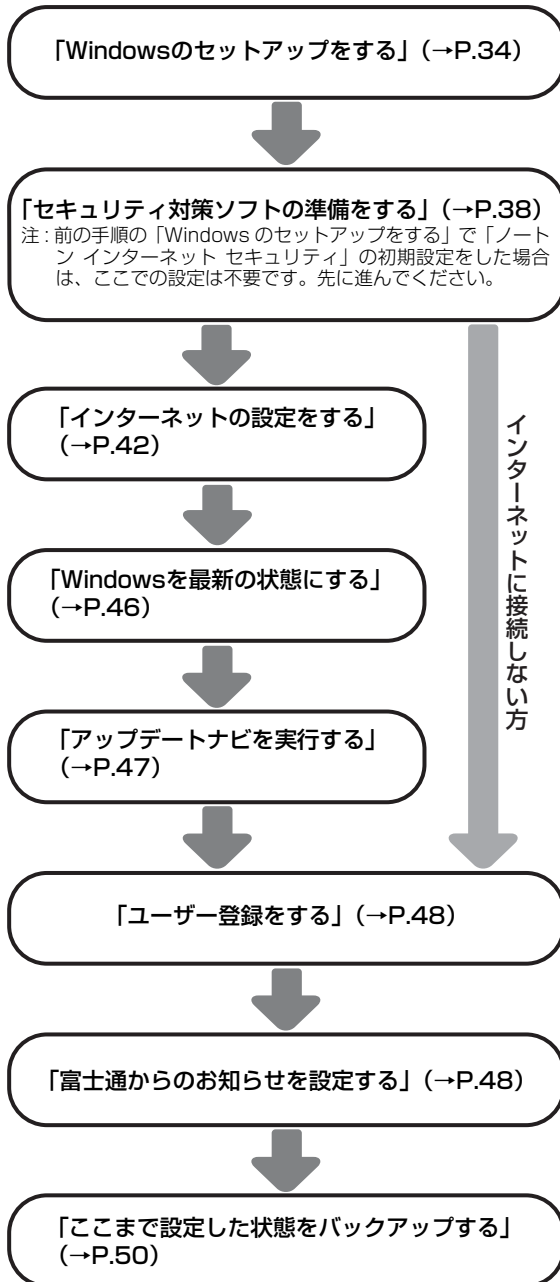 「Windowsのセットアップをする」（→P.34）
「セキュリティ対策ソフトの準備をする」（→P.38）
注：前の手順の「Windows のセットアップをする」で「ノート
ン インターネット セキュリティ」の初期設定をした場合
は、ここでの設定は不要です。先に進んでください。
「インターネットの設定をする」
（→P.42）
「Windowsを最新の状態にする」
（→P.46）
「アップデートナビを実行する」
（→P.47）
インターネットに接続しない方
「ユーザー登録をする」（→P.48）
「富士通からのお知らせを設定する」（→P.48）
「ここまで設定した状態をバックアップする」
（→P.50）